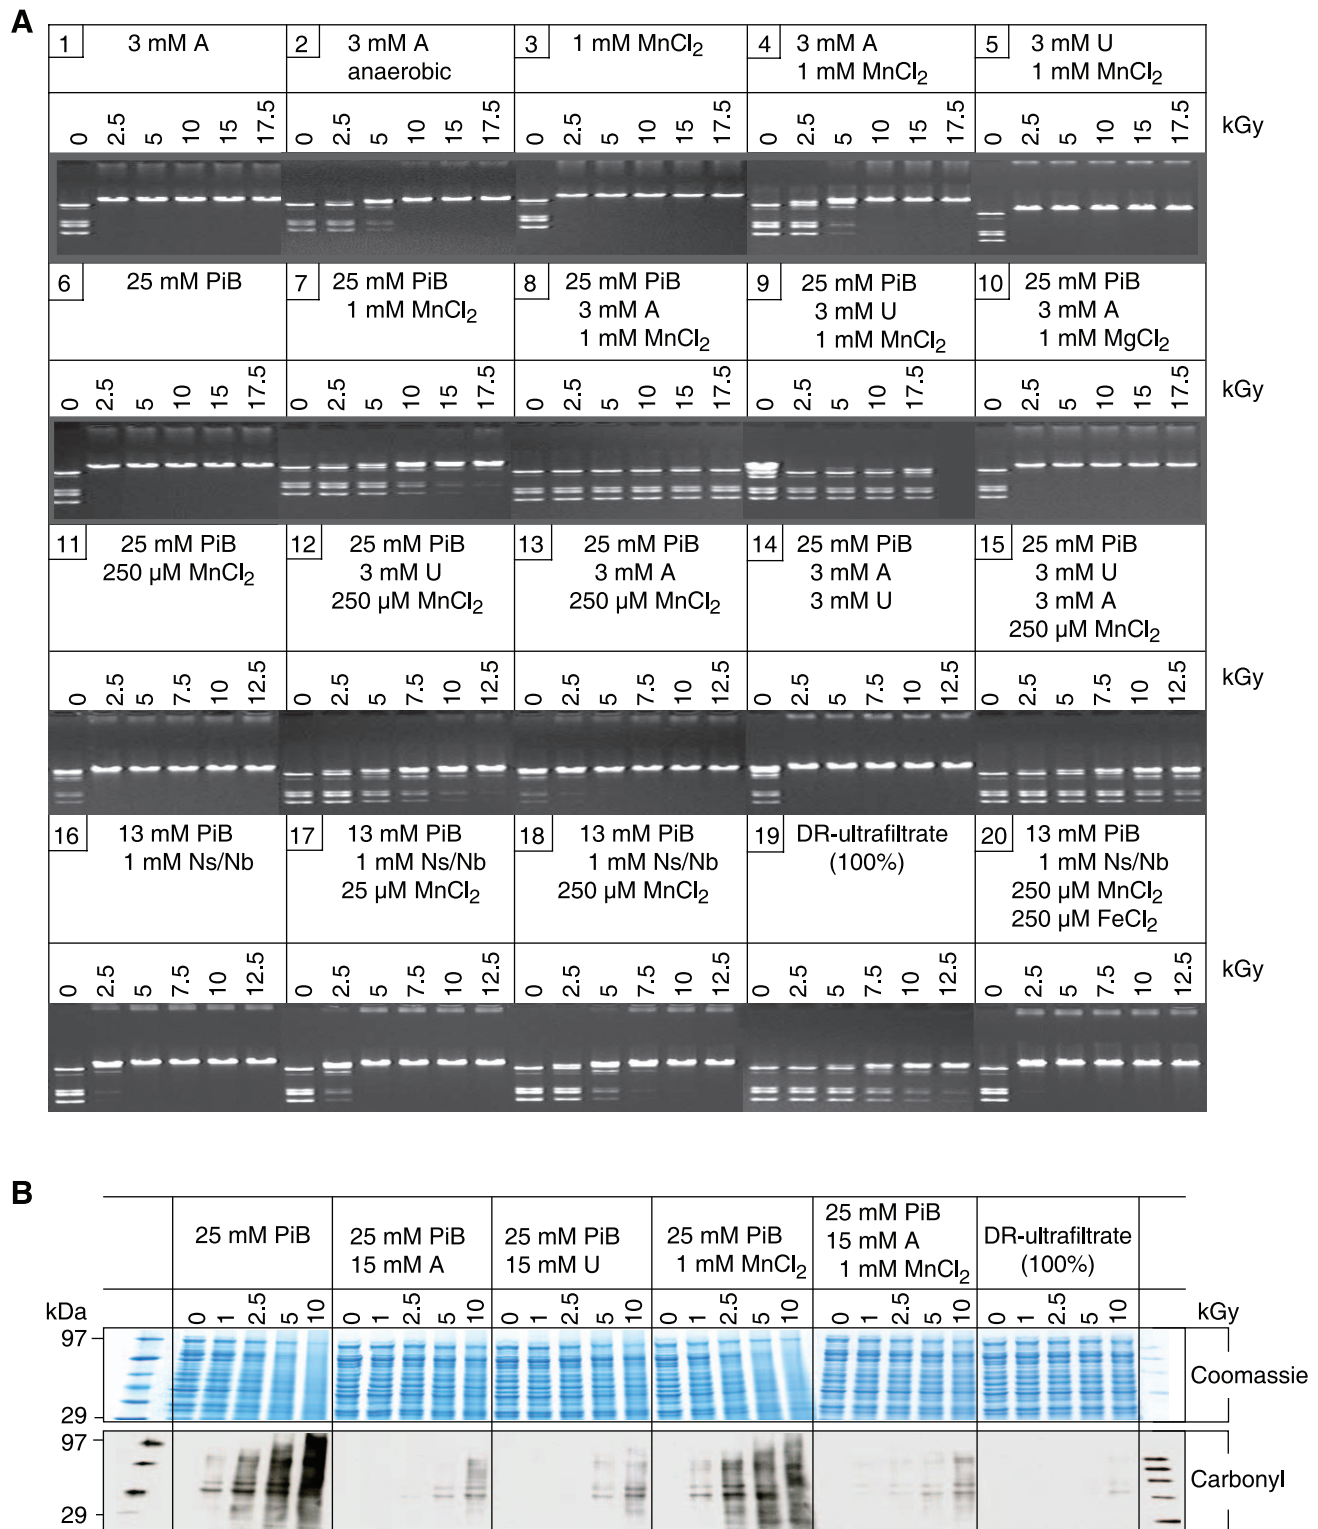 A
1 3 mM A
2 3 mM A
anaerobic
3 1 mM MnCl2
4 3 mM A
1 mM MnCl2
5 3 mM U
1 mM MnCl2
0 2.5 5 10 15 17.5 0 2.5 5 10 15 17.5 0 2.5 5 10 15 17.5 0 2.5 5 10 15 17.5 0 2.5 5 10 15 17.5 kGy
6 25 mM PiB
7 25 mM PiB
1 mM MnCl2
8 25 mM PiB
3 mM A
1 mM MnCl2
9 25 mM PiB
3 mM U
1 mM MnCl2
10 25 mM PiB
3 mM A
1 mM MgCl2
0 2.5 5 10 15 17.5 0 2.5 5 10 15 17.5 0 2.5 5 10 15 17.5 0 2.5 5 10 17.5 0 2.5 5 10 15 17.5 kGy
11 25 mM PiB
250 µM MnCl2
12 25 mM PiB
3 mM U
250 µM MnCl2
13 25 mM PiB
3 mM A
250 µM MnCl2
14 25 mM PiB
3 mM A
3 mM U
15 25 mM PiB
3 mM U
3 mM A
250 µM MnCl2
0 2.5 5 7.5 10 12.5 0 2.5 5 7.5 10 12.5 0 2.5 5 7.5 10 12.5 0 2.5 5 7.5 10 12.5 0 2.5 5 7.5 10 12.5 kGy
16 13 mM PiB
1 mM Ns/Nb
17 13 mM PiB
1 mM Ns/Nb
25 µM MnCl2
18 13 mM PiB
1 mM Ns/Nb
250 µM MnCl2
19 DR-ultrafiltrate
(100%)
20 13 mM PiB
1 mM Ns/Nb
250 µM MnCl2
250 µM FeCl2
0 2.5 5 7.5 10 12.5 0 2.5 5 7.5 10 12.5 0 2.5 5 7.5 10 12.5 0 2.5 5 7.5 10 12.5 0 2.5 5 7.5 10 12.5 kGy
B
25 mM PiB
25 mM PiB
15 mM A
25 mM PiB
15 mM U
25 mM PiB
1 mM MnCl2
25 mM PiB
15 mM A
1 mM MnCl2
DR-ultrafiltrate
(100%)
kDa 0 1 2.5 5 10 0 1 2.5 5 10 0 1 2.5 5 10 0 1 2.5 5 10 0 1 2.5 5 10 0 1 2.5 5 10 kGy
97
Coomassie
29
97
Carbonyl
29